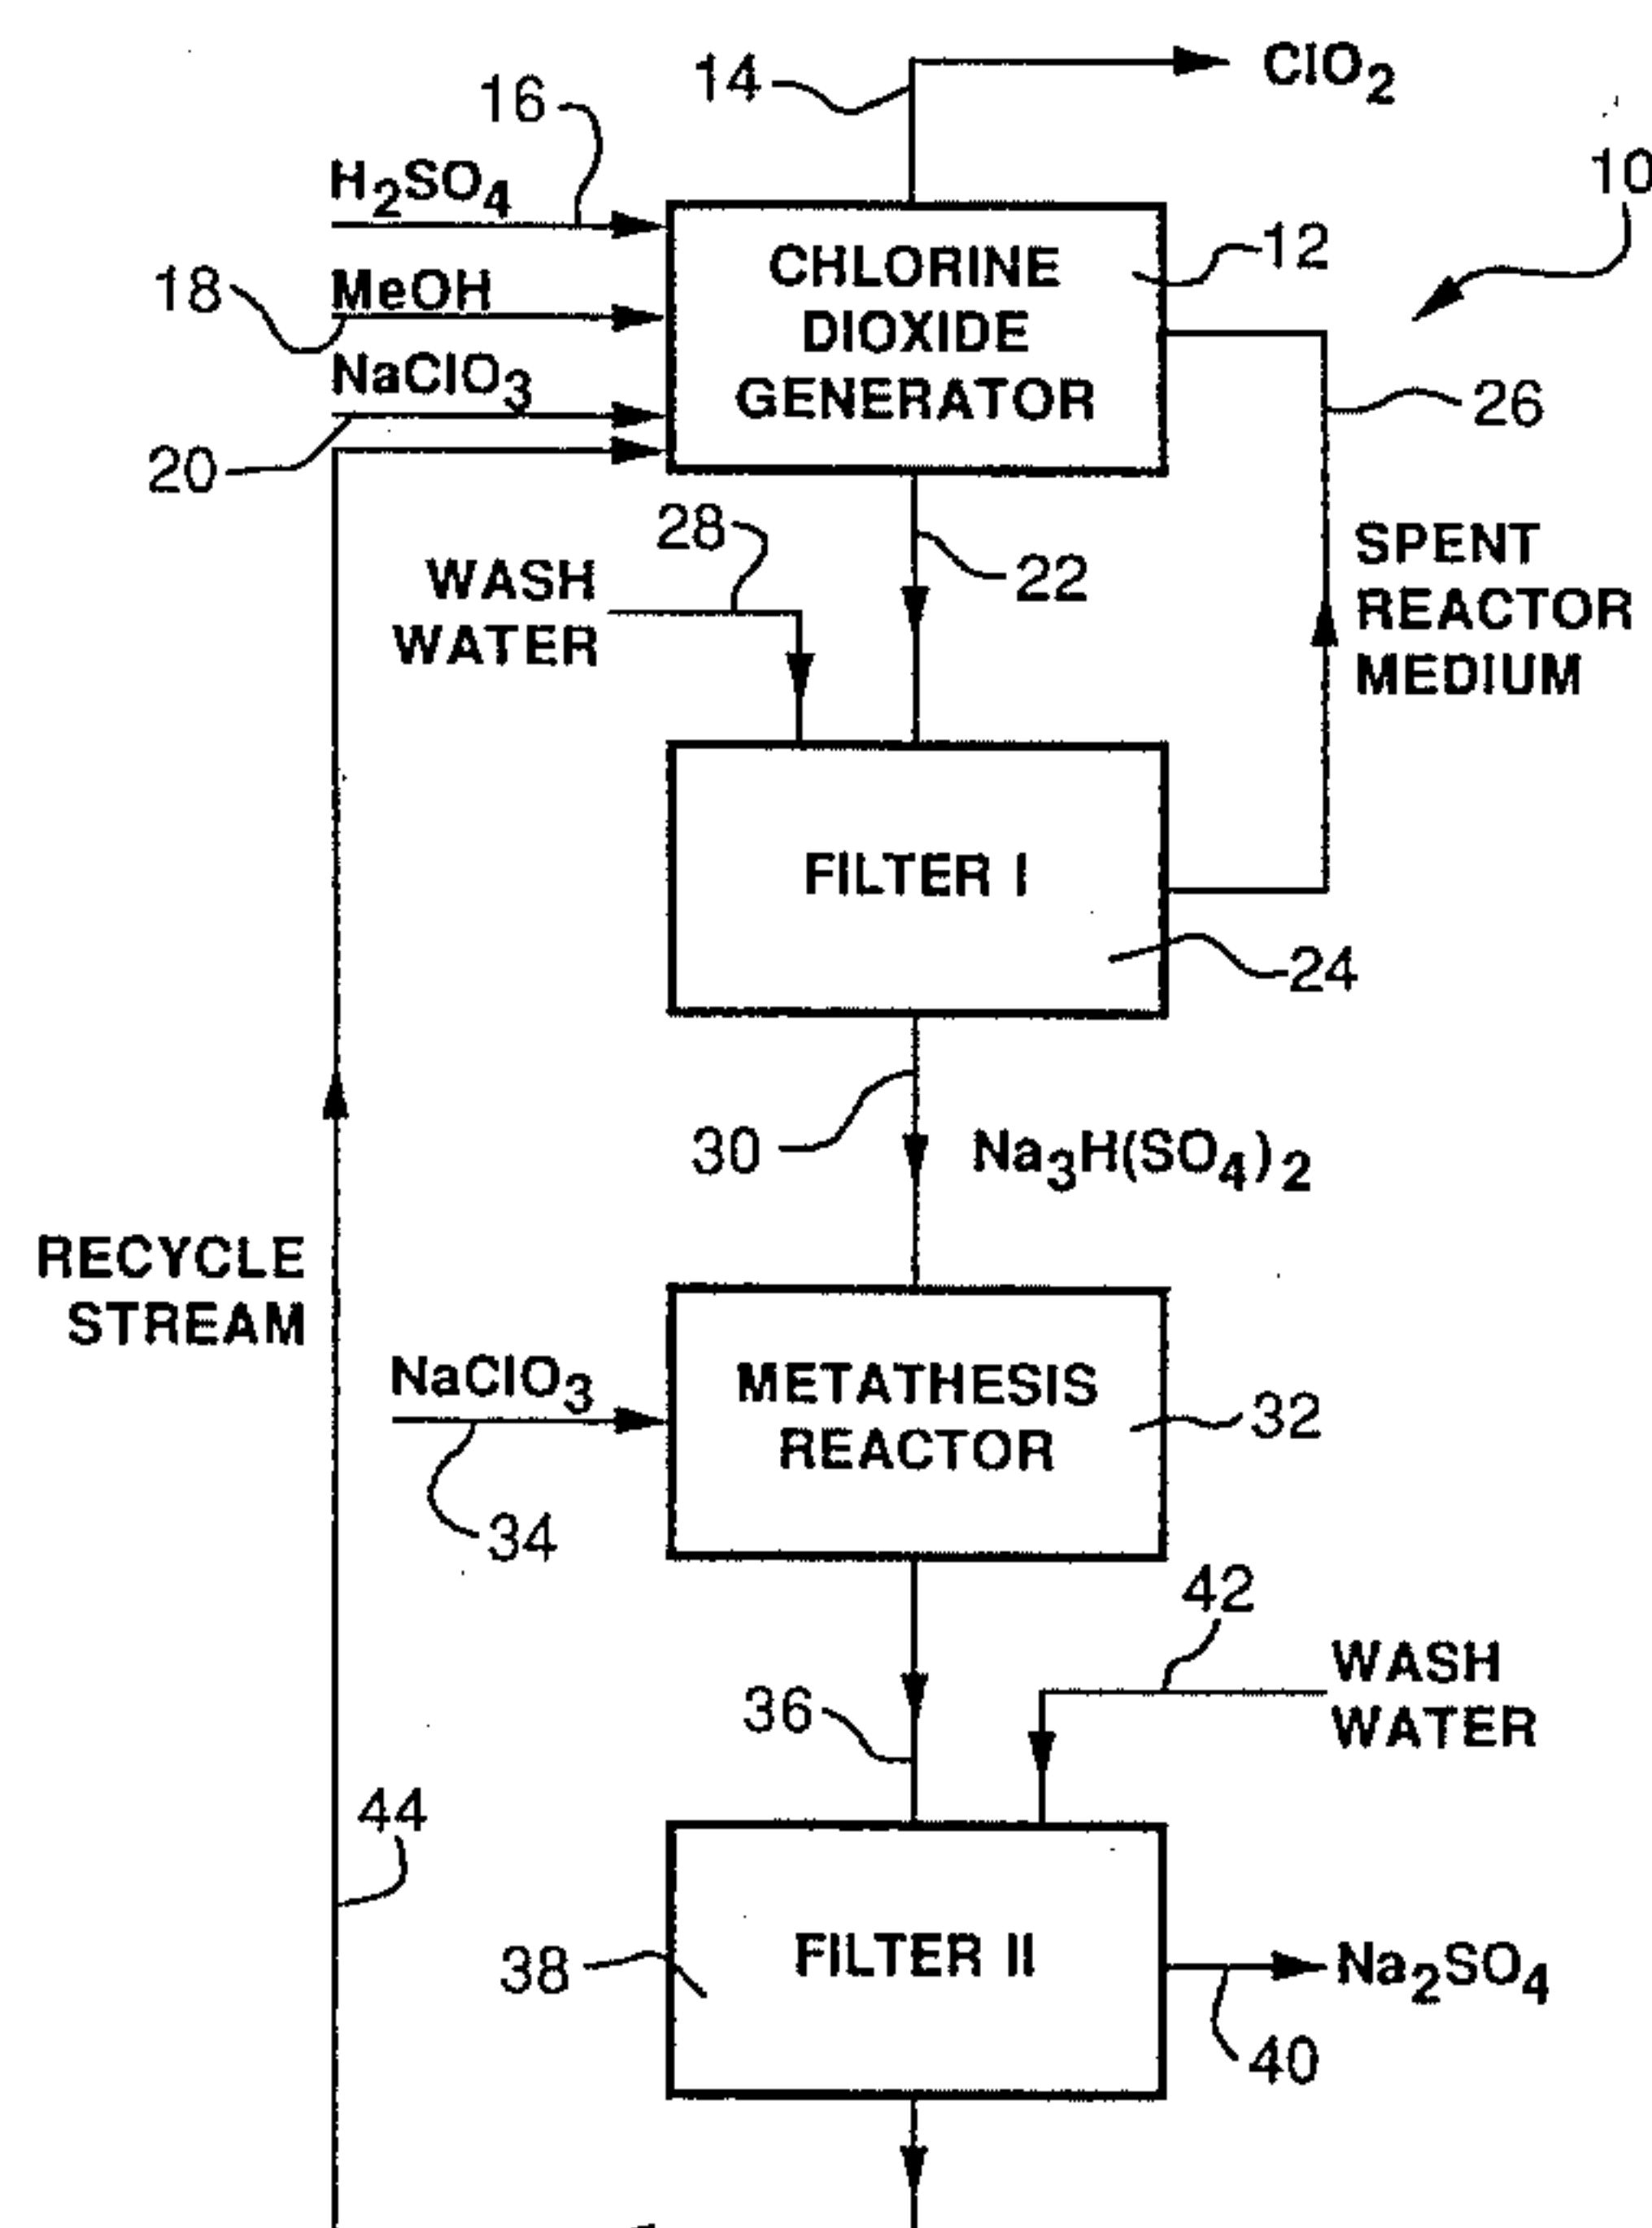 14
ClO2
16
10
H2SO4
12
18
MeOH
CHLORINE
DIOXIDE
GENERATOR
NaClO3
26
20
28
22
SPENT
REACTOR
MEDIUM
WASH
WATER
FILTER I
24
30
Na3H(SO4)2
RECYCLE
STREAM
NaClO3
METATHESIS
REACTOR
32
34
42
WASH
WATER
36
44
FILTER II
38
Na2SO4
40